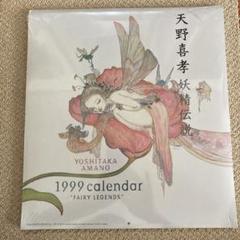 天野喜孝 妖精伝説
YOSHITAKA
AMANO
1999 calendar
"FAIRY LEGENDS"